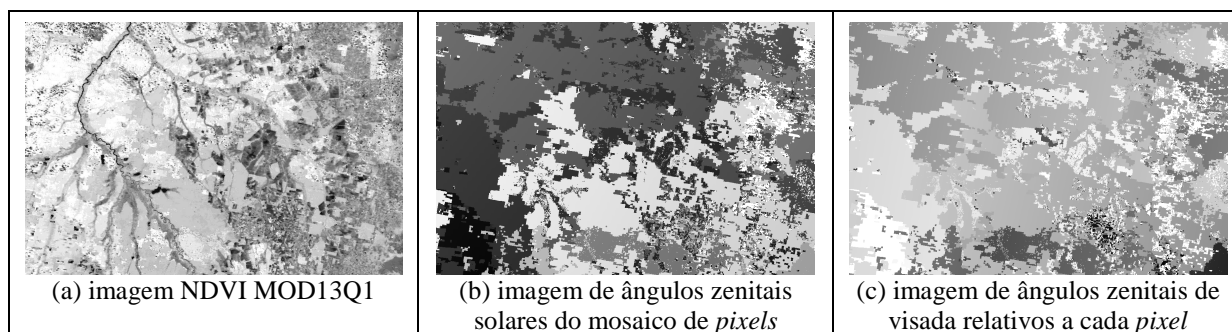 (a) imagem NDVI MOD13Q1
(b) imagem de ângulos zenitais
solares do mosaico de pixels
(c) imagem de ângulos zenitais de
visada relativos a cada pixel